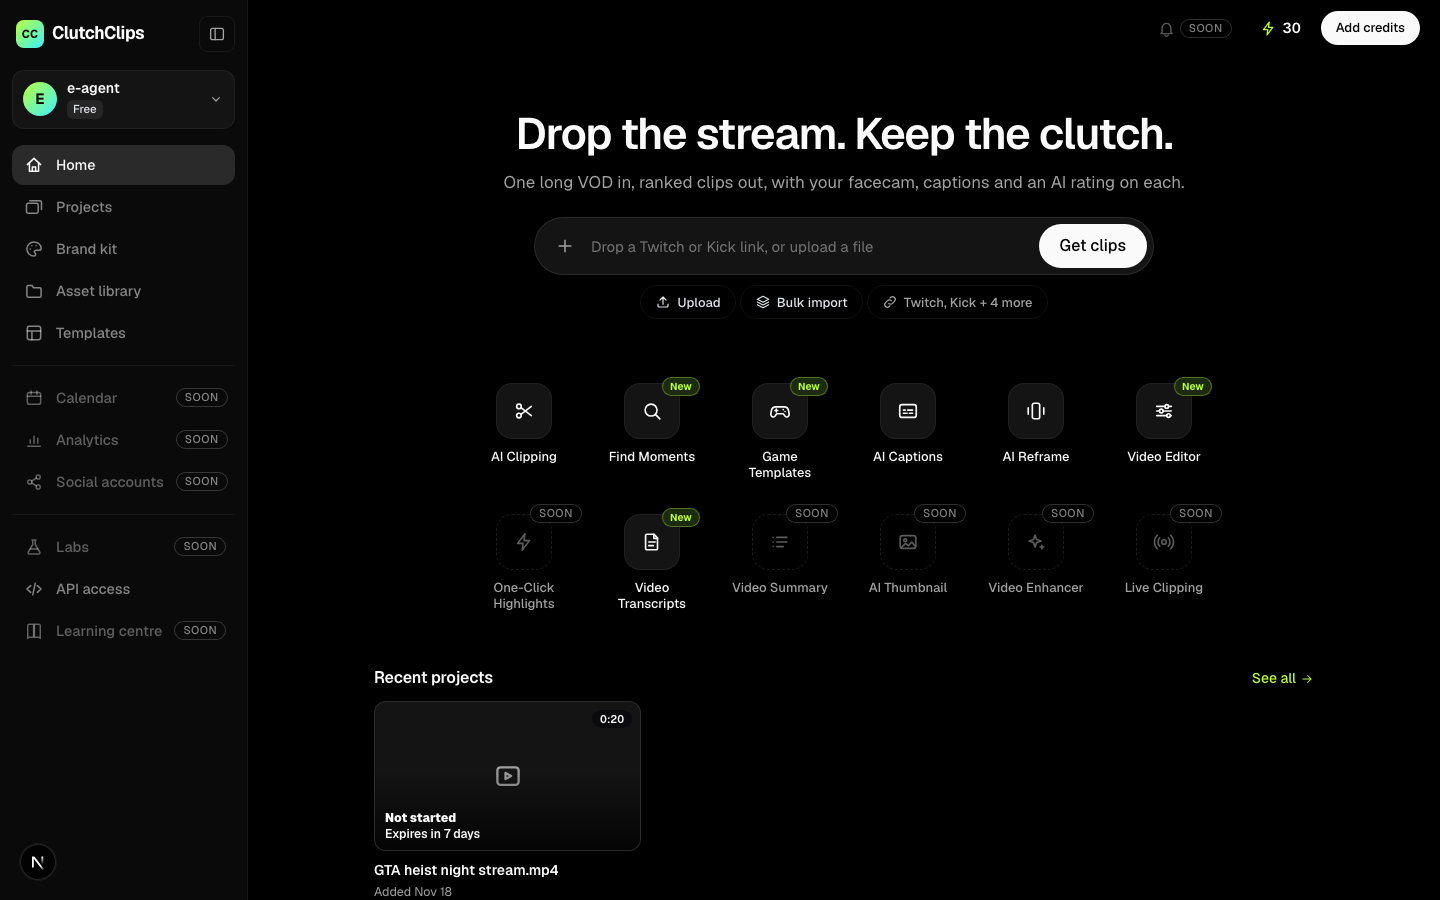 CC ClutchClips
E e-agent
Free
Home
Projects
Brand kit
Asset library
Templates
Calendar SOON
Analytics SOON
Social accounts SOON
Labs SOON
API access
Learning centre SOON
N
SOON 30 Add credits
Drop the stream. Keep the clutch.
One long VOD in, ranked clips out, with your facecam, captions and an AI rating on each.
Drop a Twitch or Kick link, or upload a file Get clips
Upload Bulk import Twitch, Kick + 4 more
New New New
AI Clipping Find Moments Game AI Captions AI Reframe Video Editor
Templates
SOON New SOON SOON SOON SOON
One-Click Video Video Summary AI Thumbnail Video Enhancer Live Clipping
Highlights Transcripts
Recent projects See all →
0:20
Not started
Expires in 7 days
GTA heist night stream.mp4
Added Nov 18